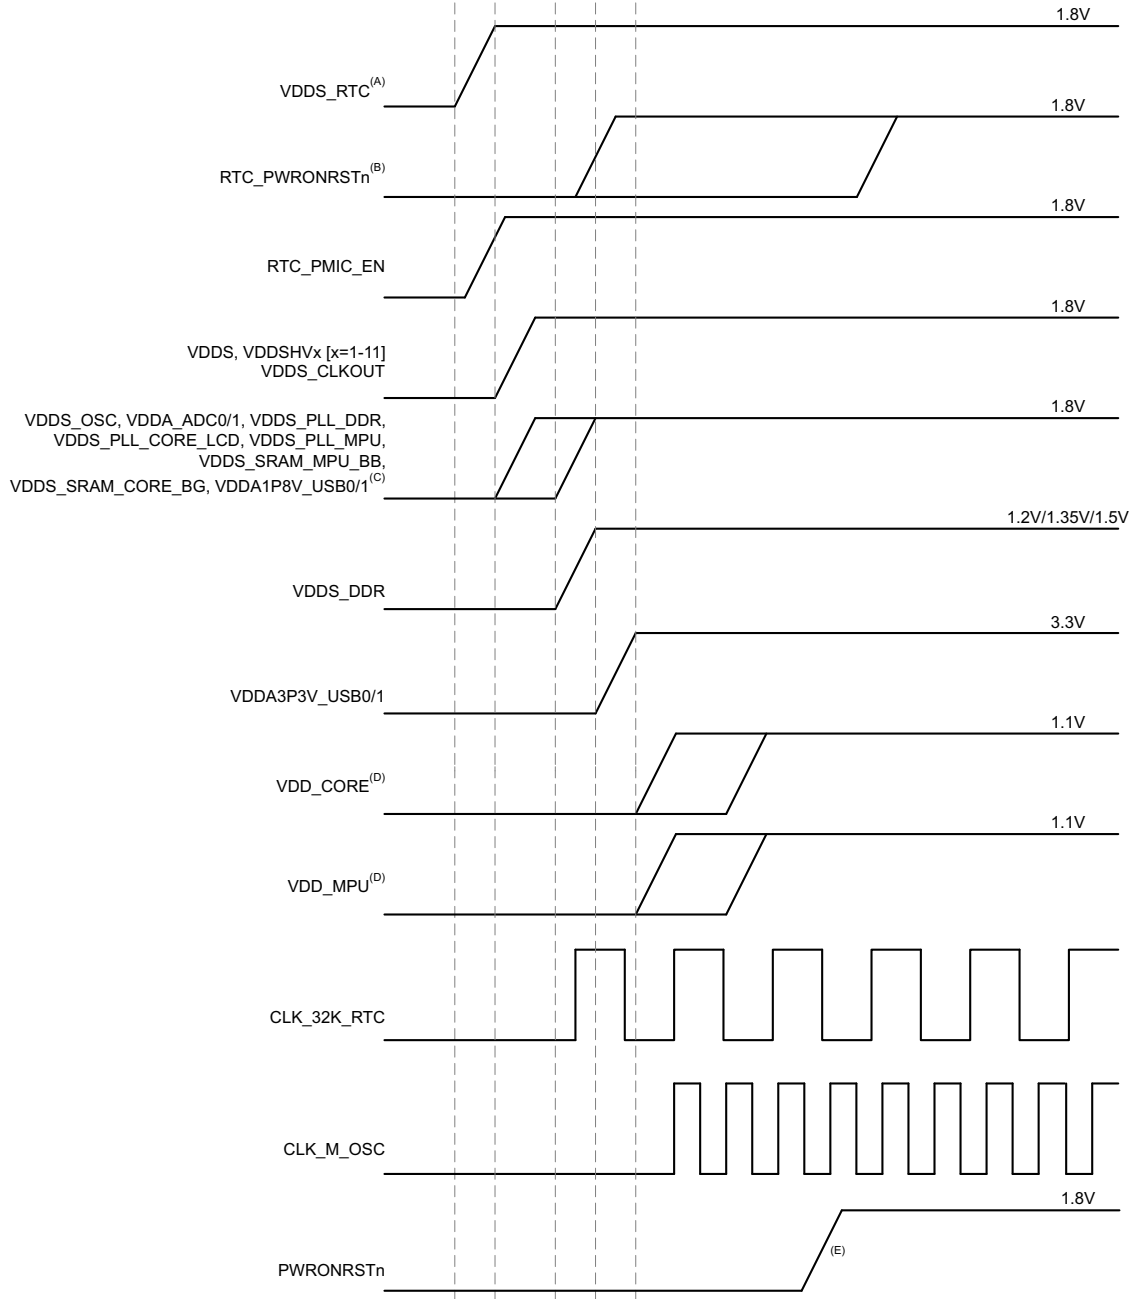 1.8V
VDDS_RTC(A)
1.8V
RTC_PWRONRSTn(B)
1.8V
RTC_PMIC_EN
1.8V
VDDS, VDDSHVx [x=1-11]
VDDS_CLKOUT
1.8V
VDDS_OSC, VDDA_ADC0/1, VDDS_PLL_DDR,
VDDS_PLL_CORE_LCD, VDDS_PLL_MPU,
VDDS_SRAM_MPU_BB,
VDDS_SRAM_CORE_BG, VDDA1P8V_USB0/1(C)
1.2V/1.35V/1.5V
VDDS_DDR
3.3V
VDDA3P3V_USB0/1
1.1V
VDD_CORE(D)
1.1V
VDD_MPU(D)
CLK_32K_RTC
CLK_M_OSC
1.8V
(E)
PWRONRSTn